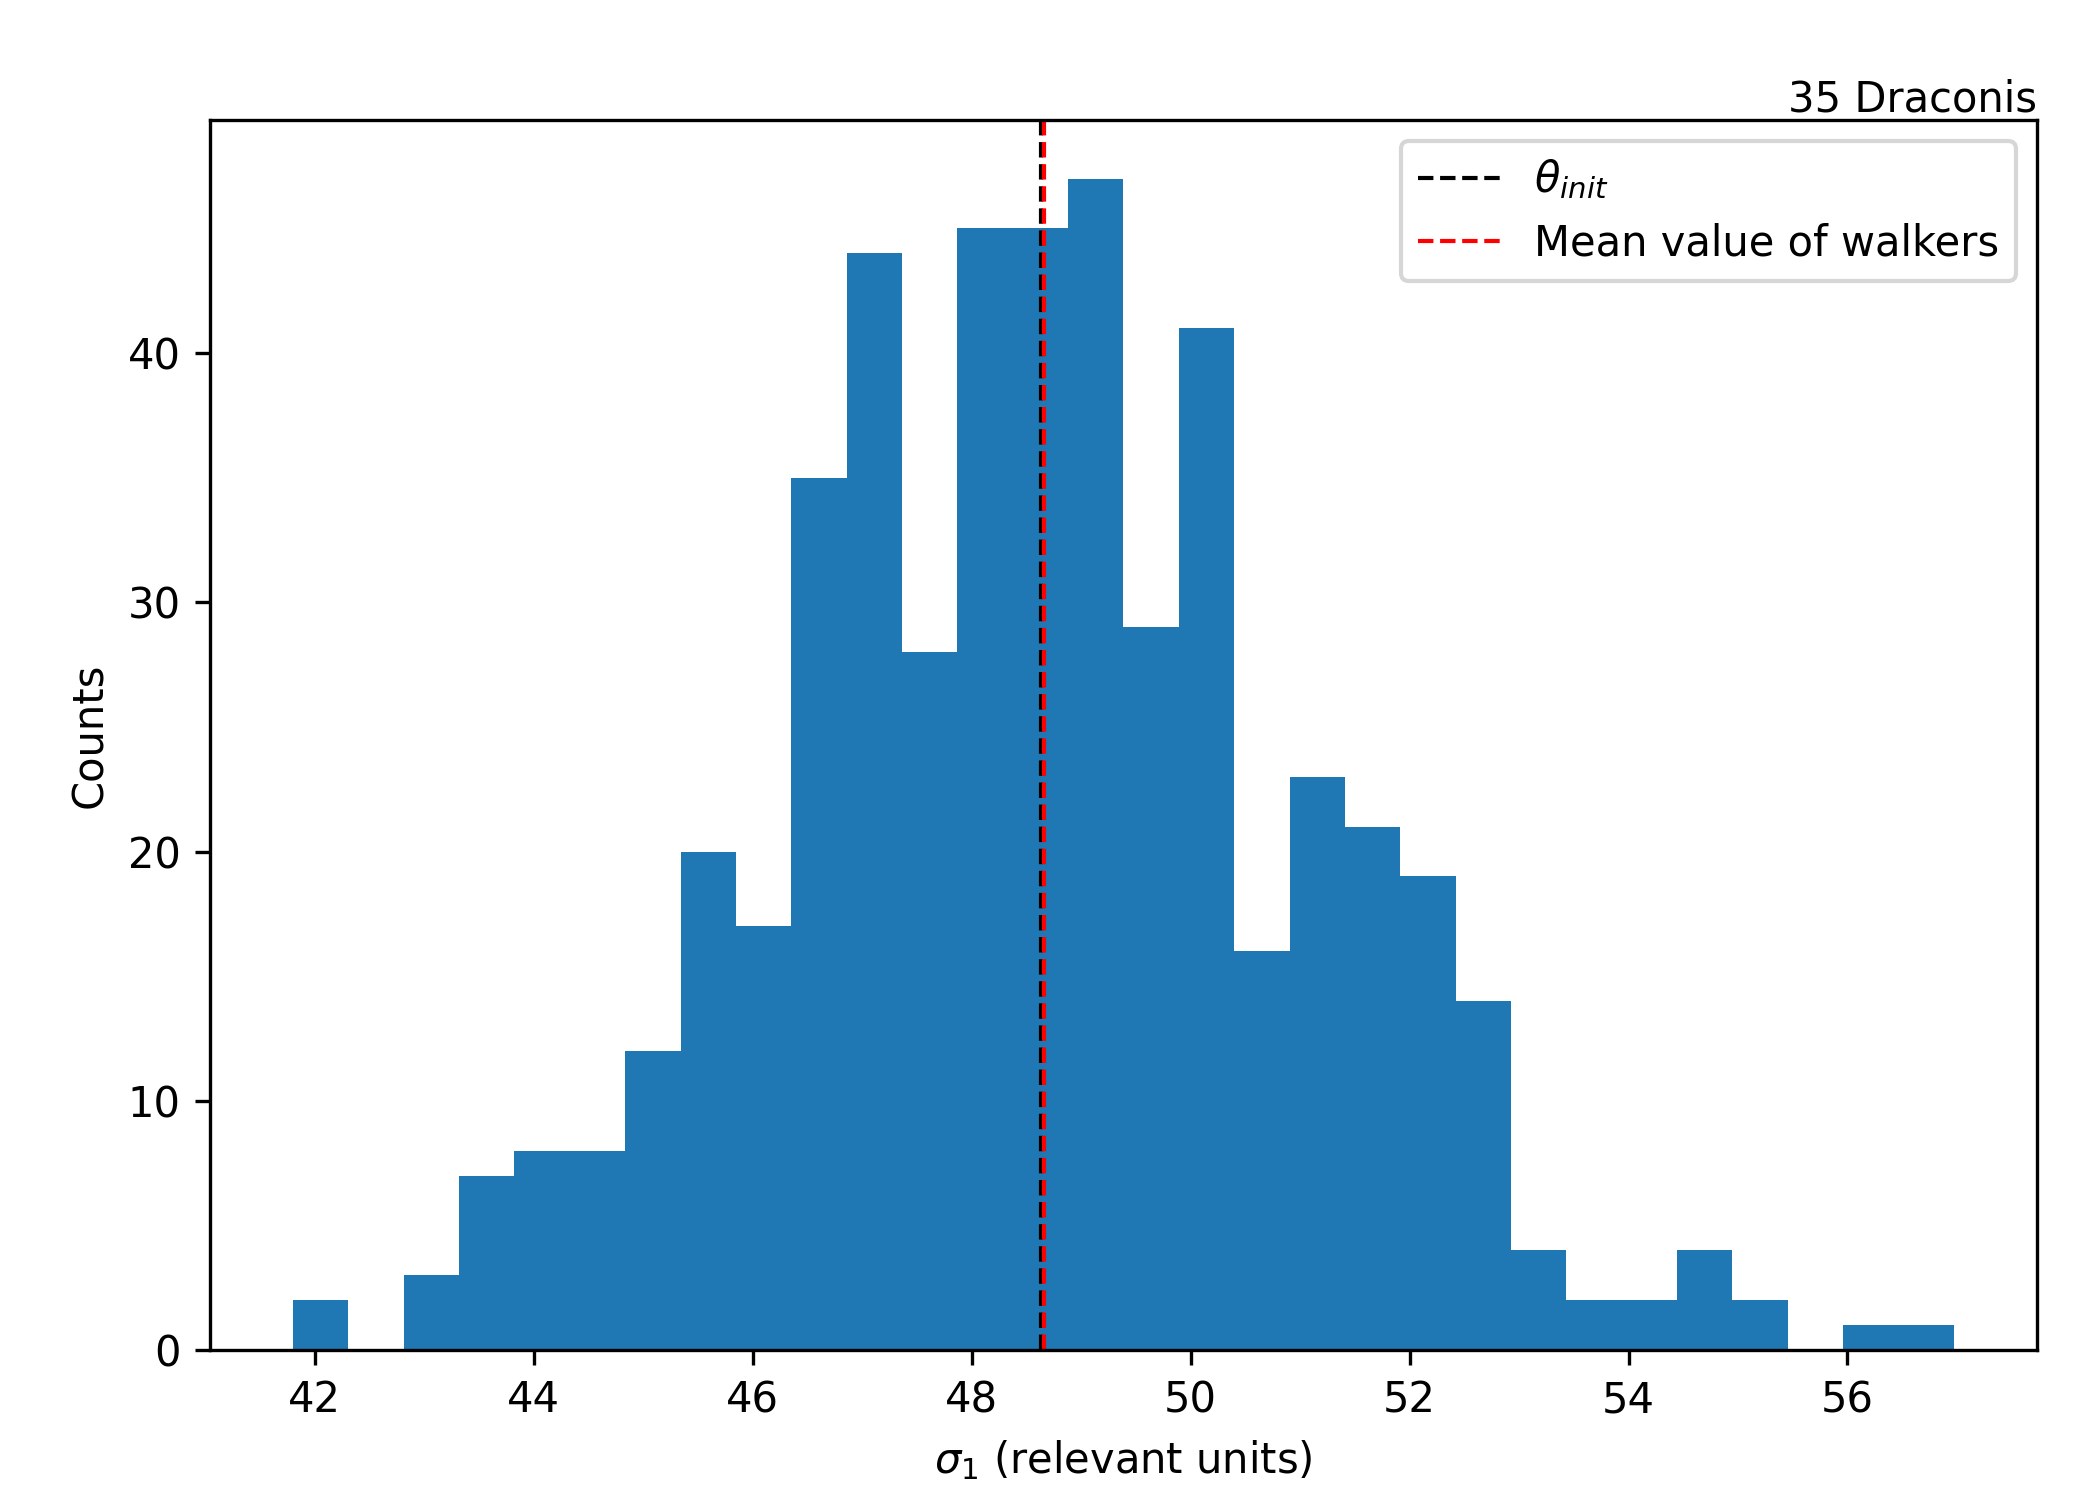 35 Draconis
θinit
Mean value of walkers
Counts
40
30
20
10
0
42 44 46 48 50 52 54 56
σ1 (relevant units)